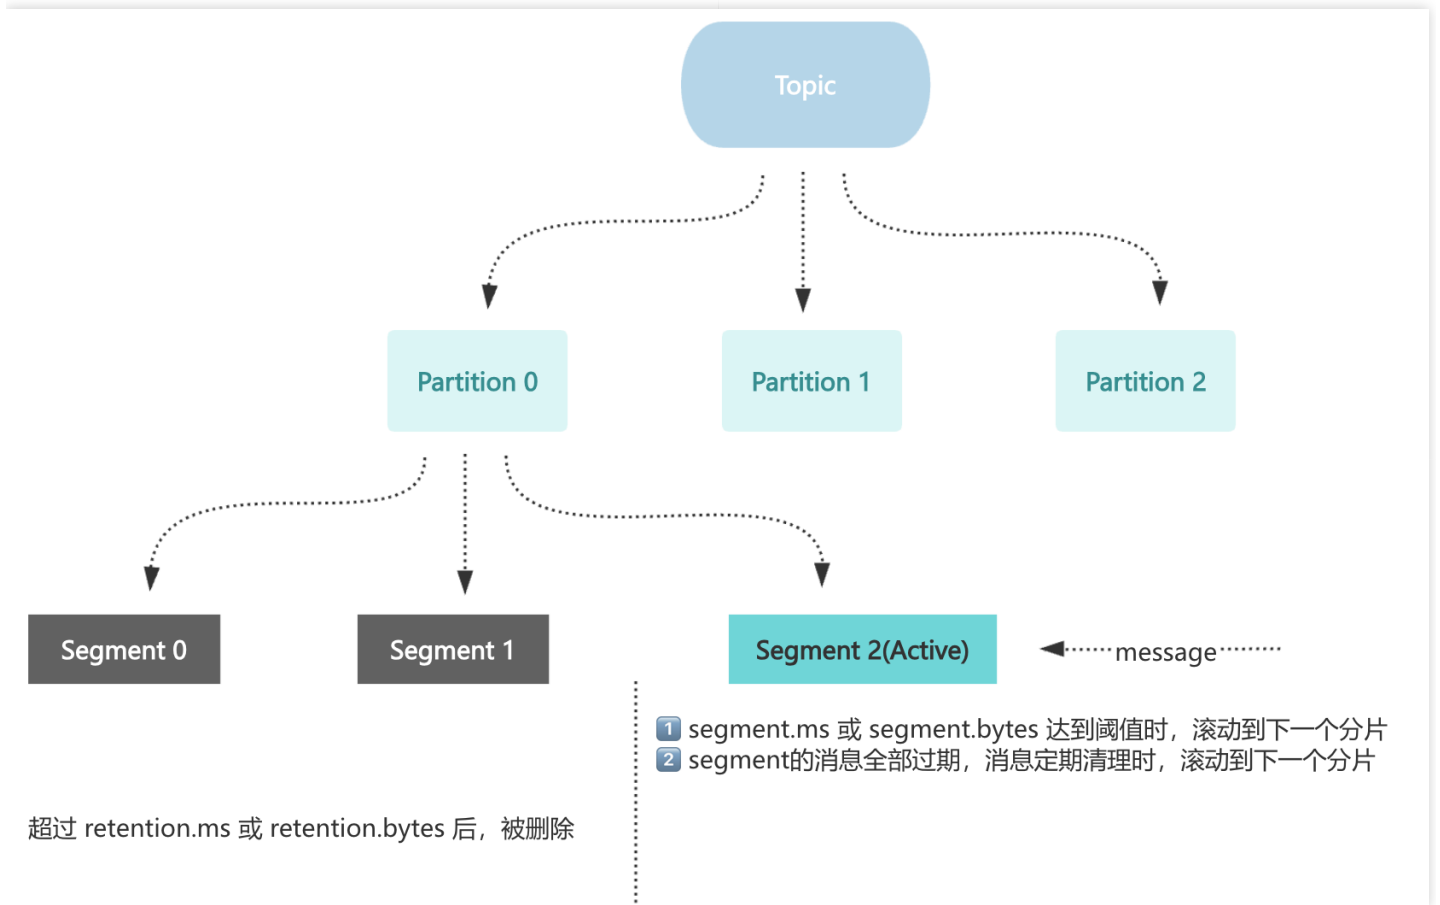 Topic
Partition 0
Partition 1
Partition 2
Segment 0
Segment 1
Segment 2(Active)
message
1 segment.ms 或 segment.bytes 达到阈值时，滚动到下一个分片
2 segment的消息全部过期，消息定期清理时，滚动到下一个分片
超过 retention.ms 或 retention.bytes 后，被删除